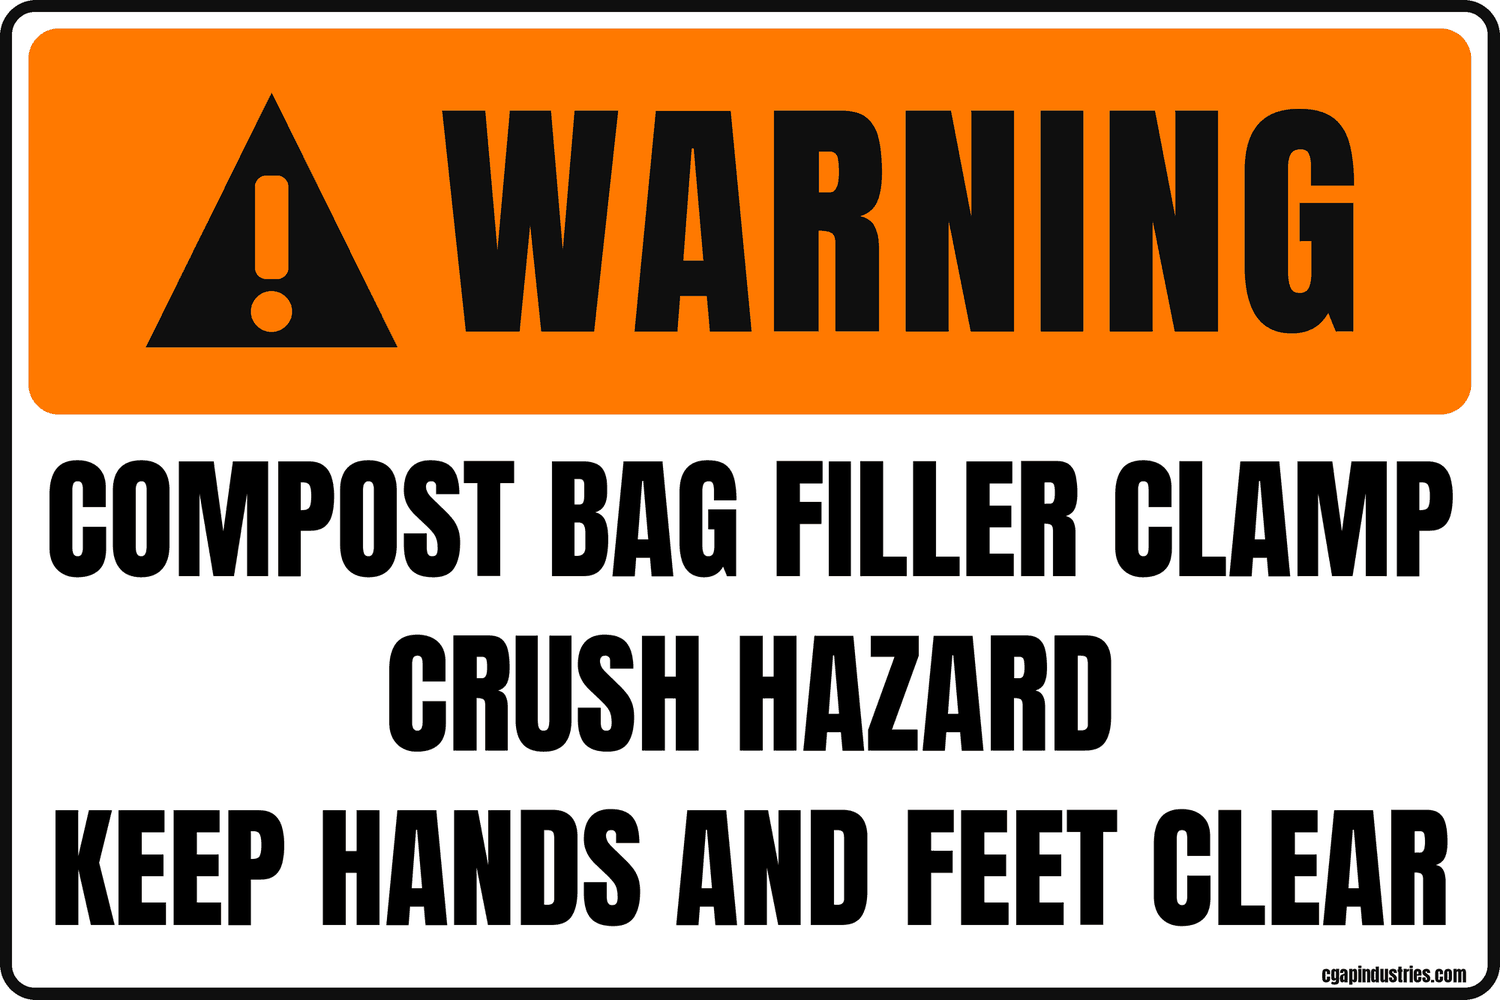 WARNING
COMPOST BAG FILLER CLAMP
CRUSH HAZARD
KEEP HANDS AND FEET CLEAR
cgapindustries.com